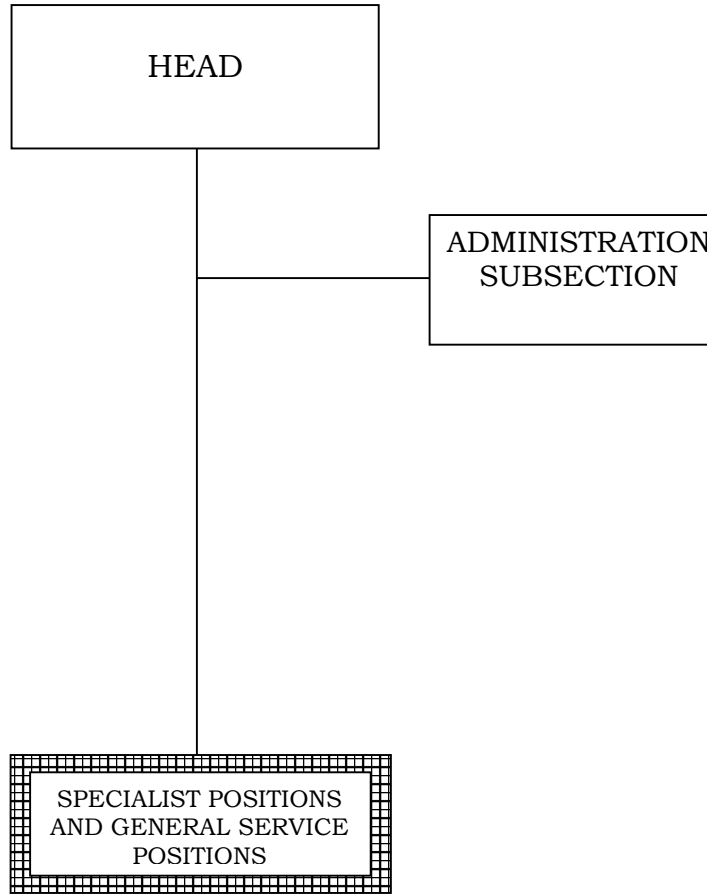 HEAD
ADMINISTRATION
SUBSECTION
SPECIALIST POSITIONS
AND GENERAL SERVICE
POSITIONS